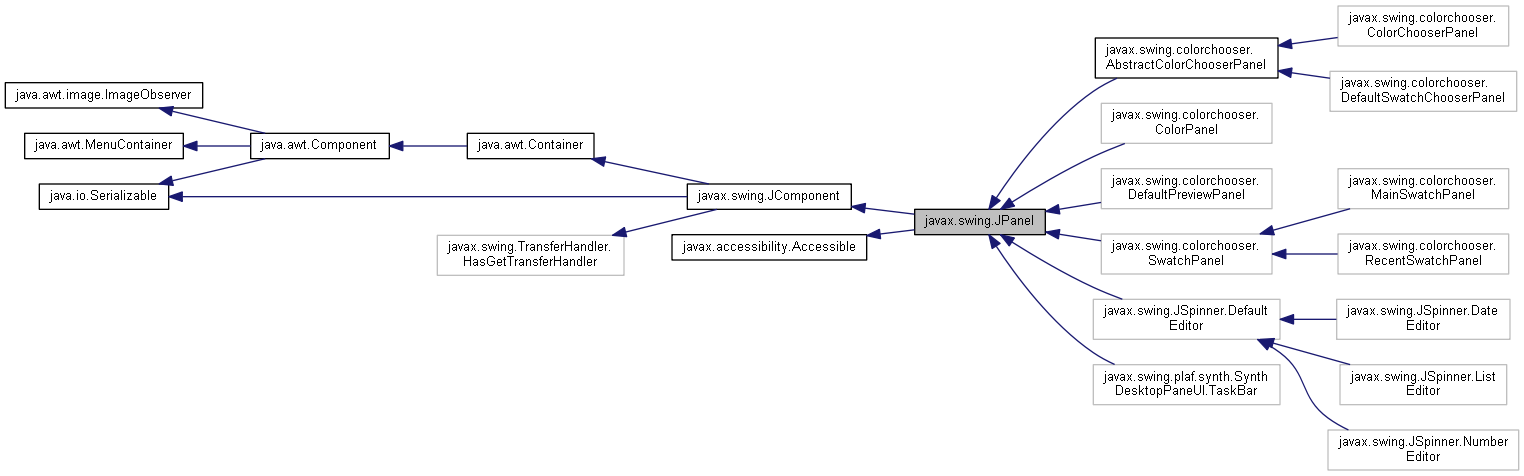 java.awt.image.ImageObserver
java.awt.MenuContainer
java.io.Serializable
java.awt.Component
java.awt.Container
javax.swing.JComponent
javax.swing.TransferHandler.
HasGetTransferHandler
javax.accessibility.Accessible
javax.swing.JPanel
javax.swing.colorchooser.
AbstractColorChooserPanel
javax.swing.colorchooser.
ColorPanel
javax.swing.colorchooser.
DefaultPreviewPanel
javax.swing.colorchooser.
SwatchPanel
javax.swing.JSpinner.Default
Editor
javax.swing.plaf.synth.Synth
DesktopPaneUI.TaskBar
javax.swing.colorchooser.
ColorChooserPanel
javax.swing.colorchooser.
DefaultSwatchChooserPanel
javax.swing.colorchooser.
MainSwatchPanel
javax.swing.colorchooser.
RecentSwatchPanel
javax.swing.JSpinner.Date
Editor
javax.swing.JSpinner.List
Editor
javax.swing.JSpinner.Number
Editor